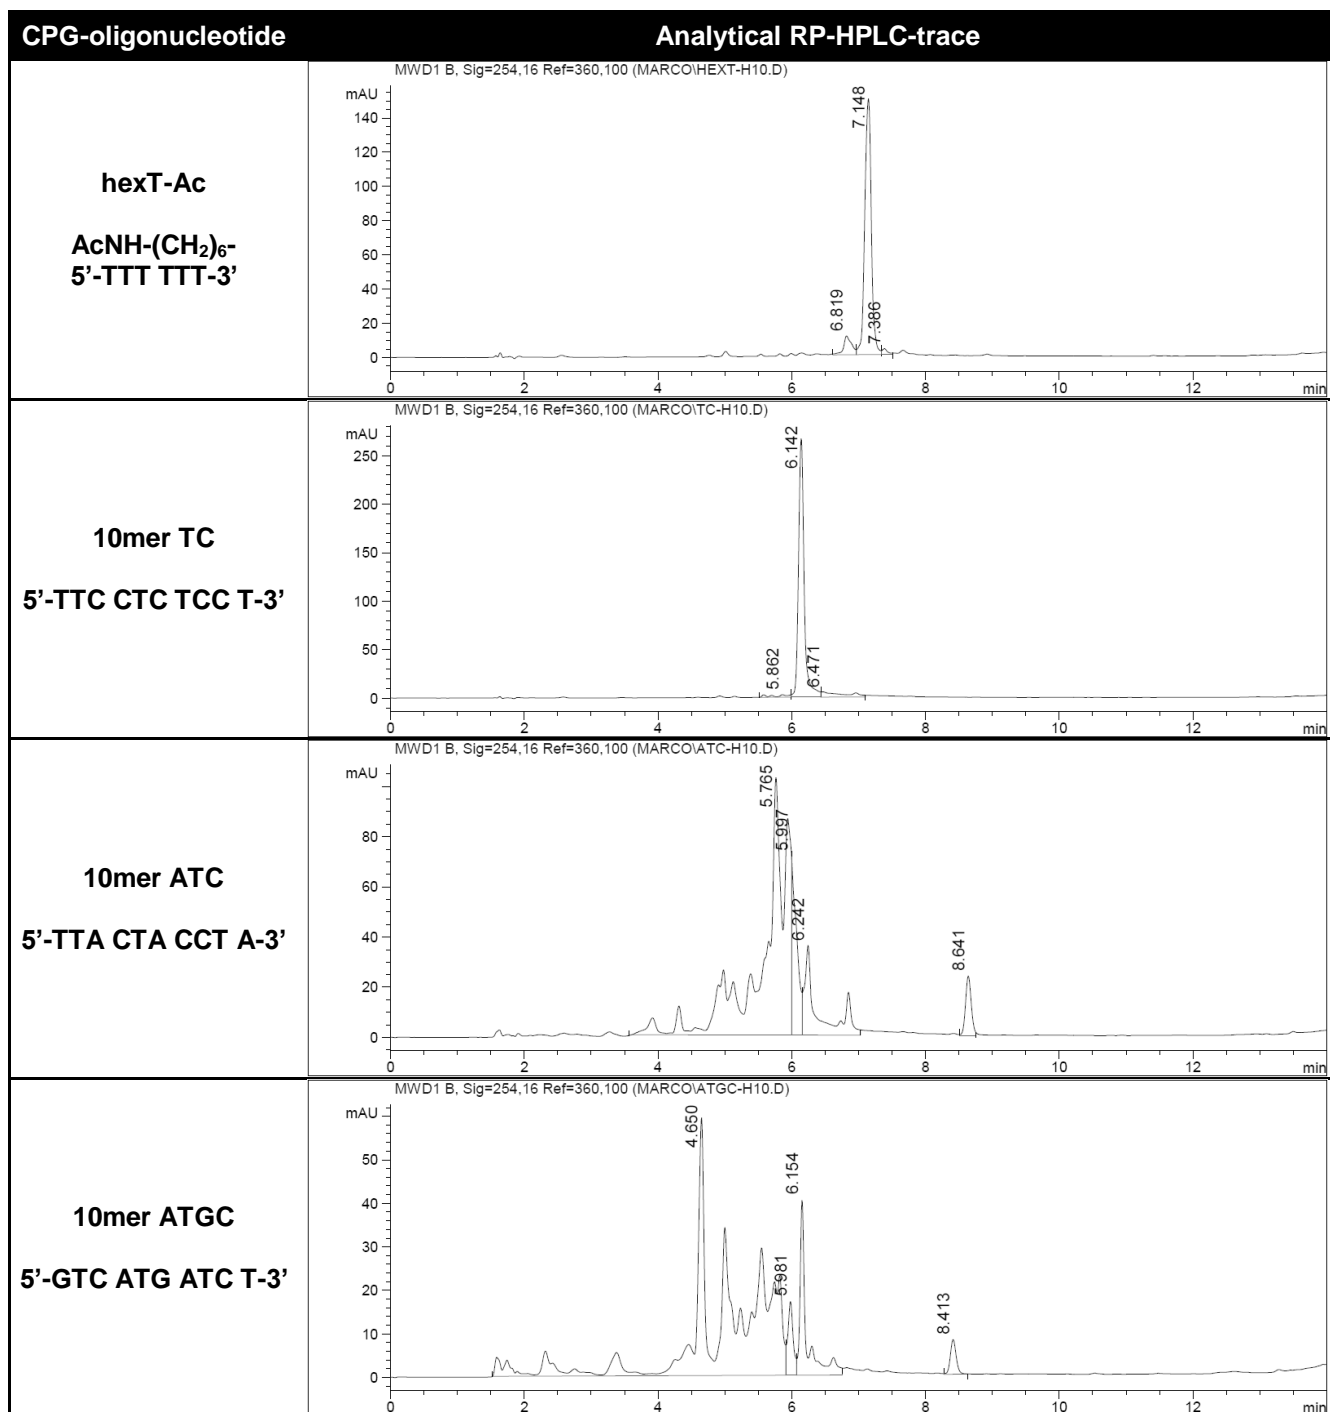 CPG-oligonucleotide Analytical RP-HPLC-trace
hexT-Ac
AcNH-(CH₂)₆-
5’-TTT TTT-3’
MWD1 B, Sig=254,16 Ref=360,100 (MARCO\HEXT-H10.D)
mAU
140
120
100
80
60
40
20
0
6.819
7.148
7.386
0 2 4 6 8 10 12 min
10mer TC
5’-TTC CTC TCC T-3’
MWD1 B, Sig=254,16 Ref=360,100 (MARCO\TC-H10.D)
mAU
250
200
150
100
50
0
5.862
6.142
6.471
0 2 4 6 8 10 12 min
10mer ATC
5’-TTA CTA CCT A-3’
MWD1 B, Sig=254,16 Ref=360,100 (MARCO\ATC-H10.D)
mAU
80
60
40
20
0
5.765
5.997
6.242
8.641
0 2 4 6 8 10 12 min
10mer ATGC
5’-GTC ATG ATC T-3’
MWD1 B, Sig=254,16 Ref=360,100 (MARCO\ATGC-H10.D)
mAU
50
40
30
20
10
0
4.650
5.981
6.154
8.413
0 2 4 6 8 10 12 min